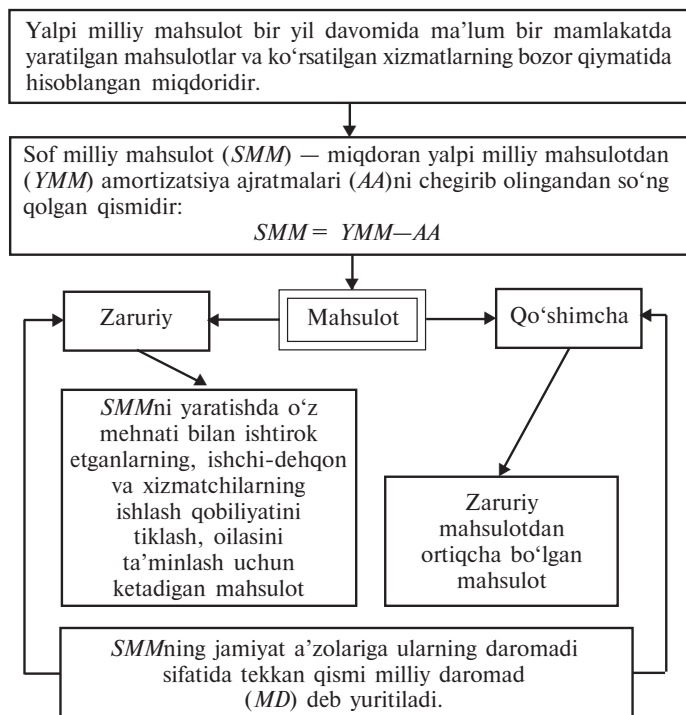 Yalpi milliy mahsulot bir yil davomida ma’lum bir mamlakatda
yaratilgan mahsulotlar va ko‘rsatilgan xizmatlarning bozor qiymatida
hisoblangan miqdoridir.
Sof milliy mahsulot (SMM) — miqdoran yalpi milliy mahsulotdan
(YMM) amortizatsiya ajratmalari (AA)ni chegirib olingandan so‘ng
qolgan qismidir:
SMM = YMM—AA
Zaruriy
Mahsulot
Qo‘shimcha
SMMni yaratishda o‘z
mehnati bilan ishtirok
etganlarning, ishchi-dehqon
va xizmatchilarning
ishlash qobiliyatini
tiklash, oilasini
ta’minlash uchun
ketadigan mahsulot
Zaruriy
mahsulotdan
ortiqcha bo‘lgan
mahsulot
SMMning jamiyat a’zolariga ularning daromadi
sifatida tekkan qismi milliy daromad
(MD) deb yuritiladi.